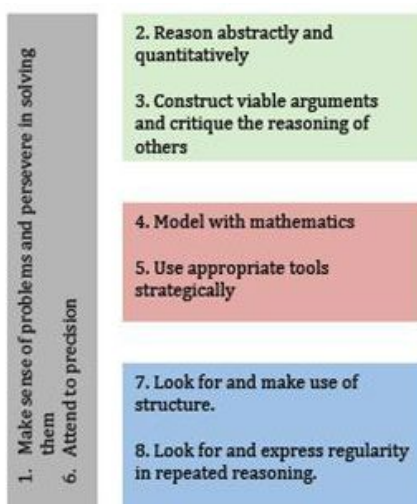 1. Make sense of problems and persevere in solving
them
6. Attend to precision
2. Reason abstractly and
quantitatively
3. Construct viable arguments
and critique the reasoning of
others
4. Model with mathematics
5. Use appropriate tools
strategically
7. Look for and make use of
structure.
8. Look for and express regularity
in repeated reasoning.